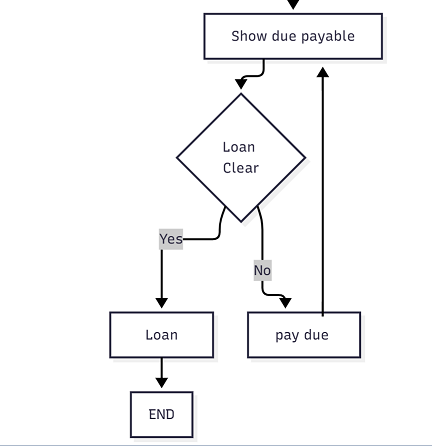 Show due payable
Loan
Clear
Yes
No
Loan
pay due
END